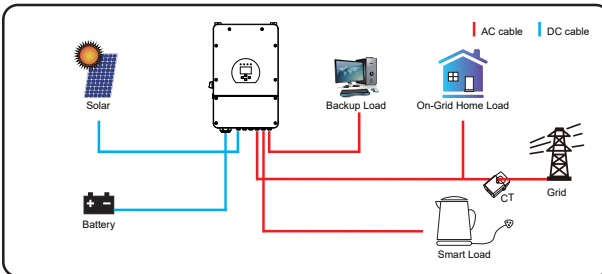 AC cable
DC cable
Solar
Backup Load
On-Grid Home Load
CT
Grid
Battery
Smart Load